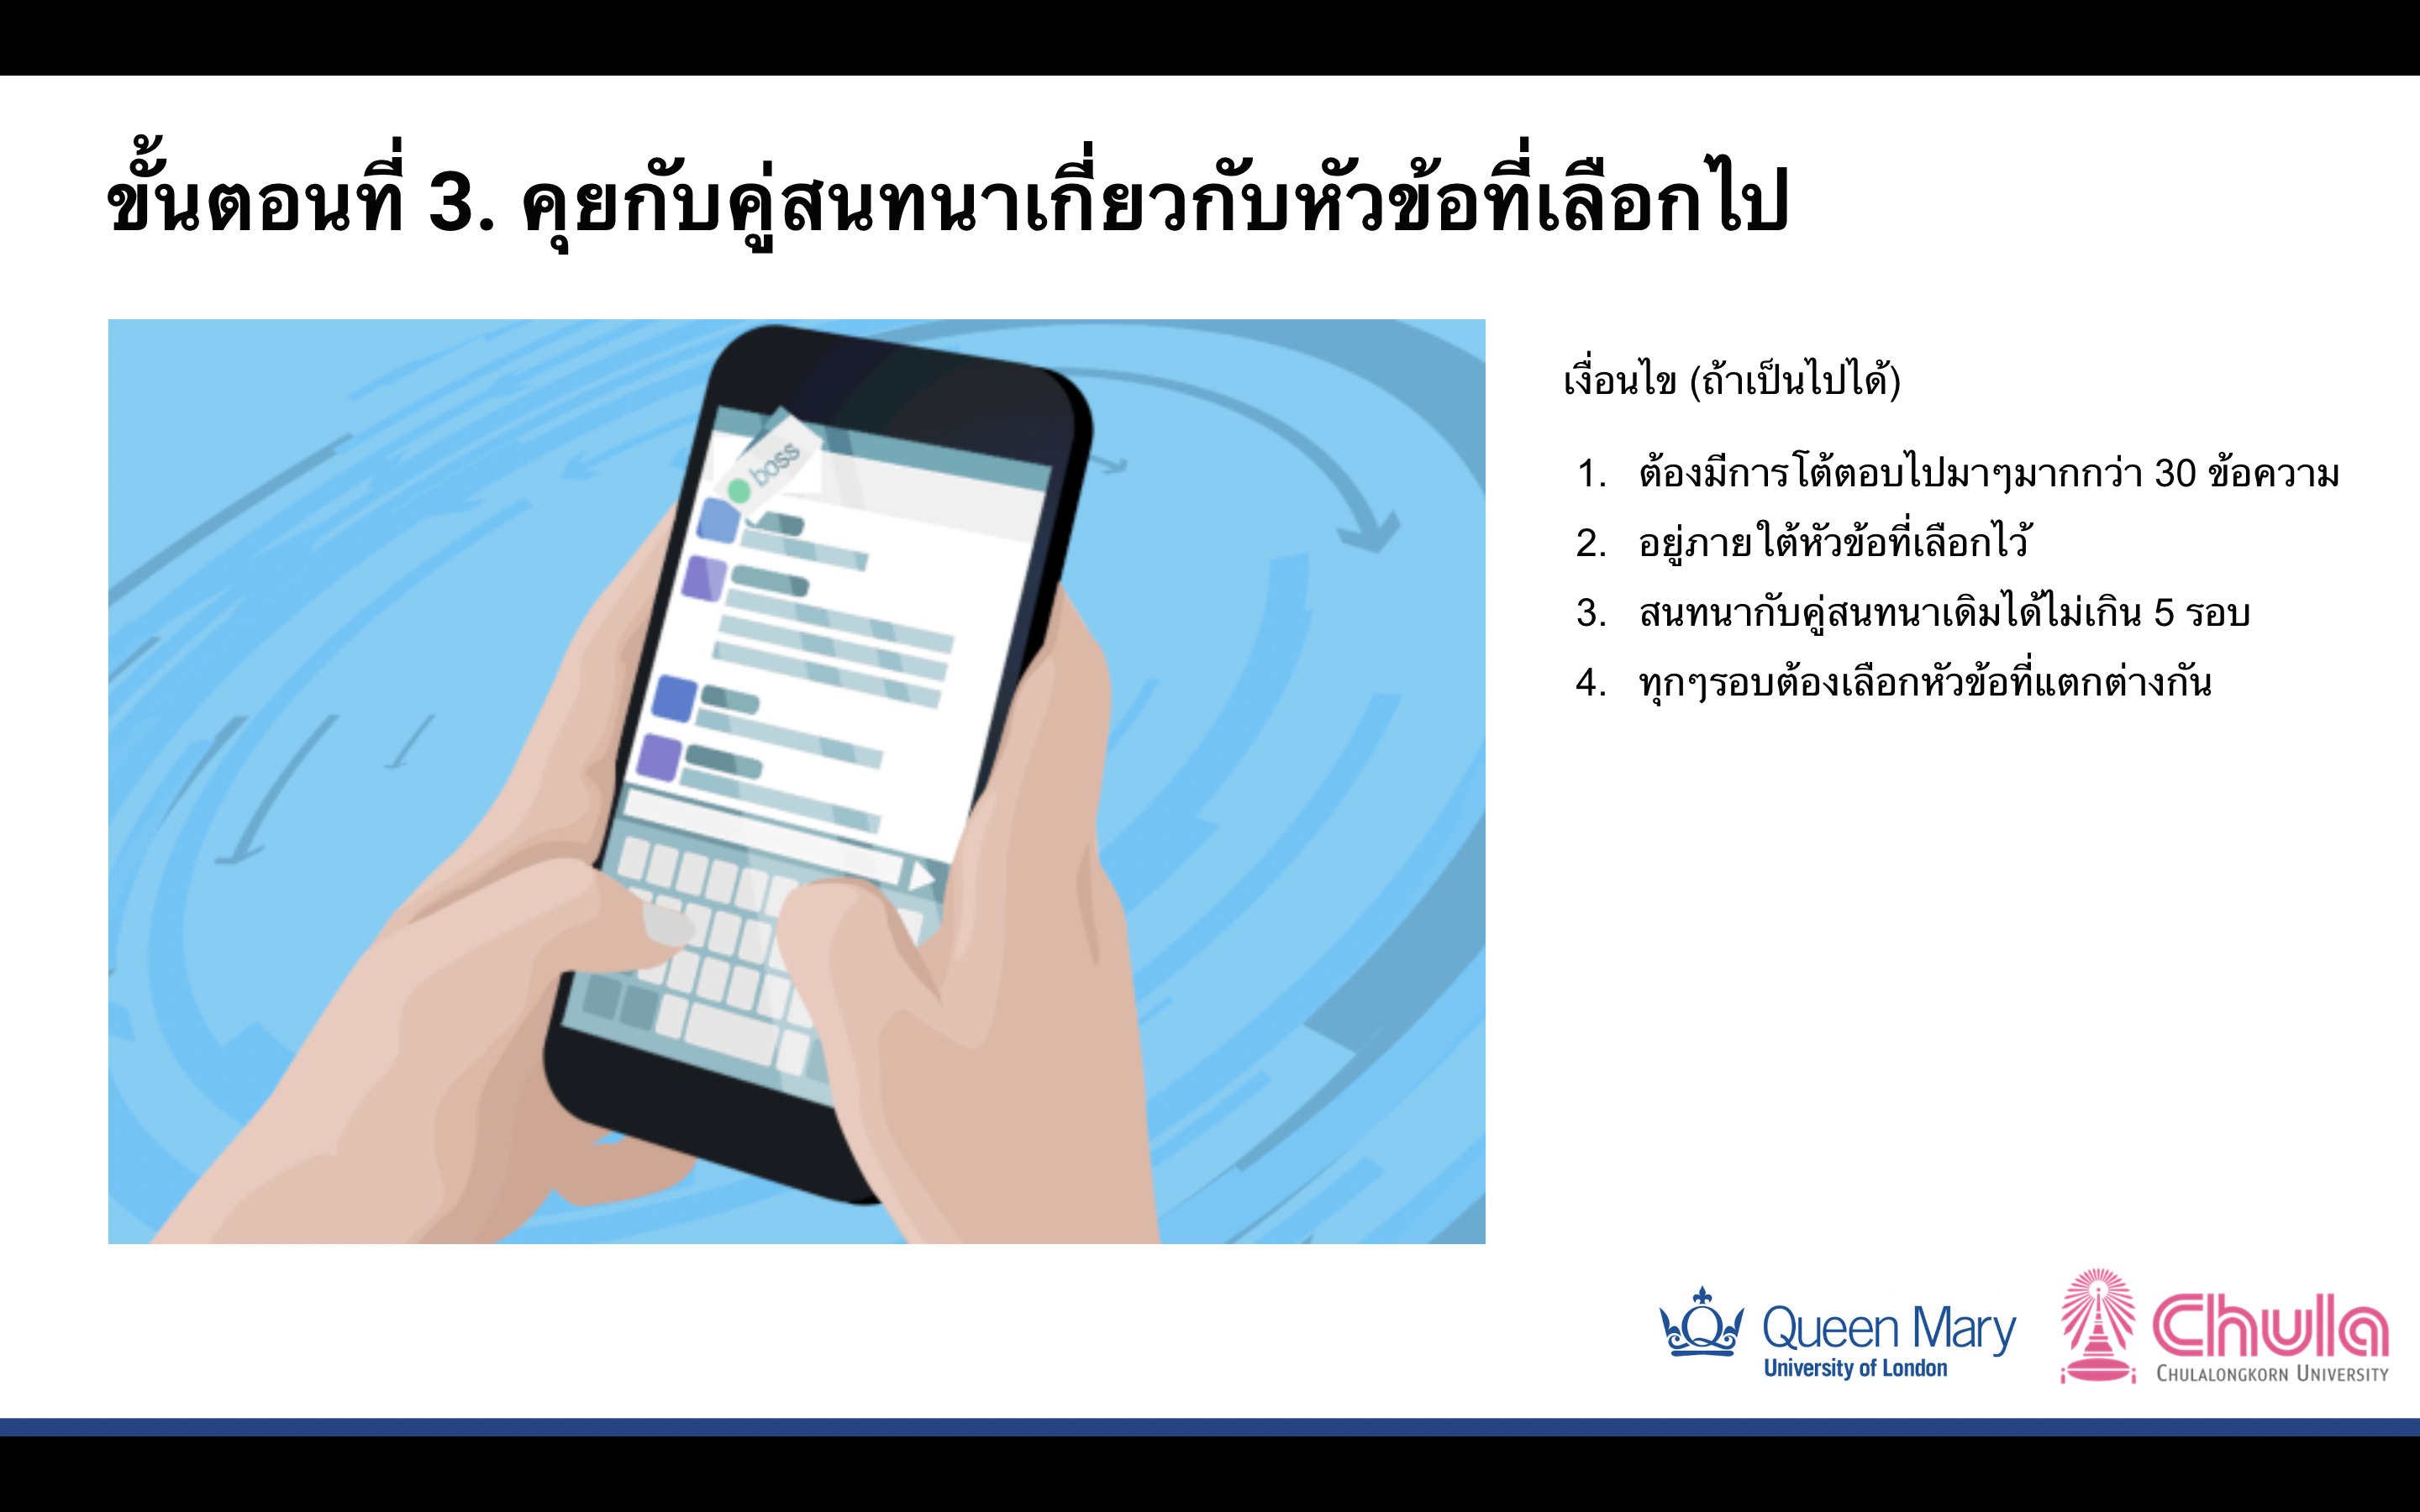 ขั้นตอนที่ 3. คุยกับคู่สนทนาเกี่ยวกับหัวข้อที่เลือกไป
boss
เงื่อนไข (ถ้าเป็นไปได้)
1. ต้องมีการโต้ตอบไปมาๆมากกว่า 30 ข้อความ
2. อยู่ภายใต้หัวข้อที่เลือกไว้
3. สนทนากับคู่สนทนาเดิมได้ไม่เกิน 5 รอบ
4. ทุกๆรอบต้องเลือกหัวข้อที่แตกต่างกัน
Queen Mary
University of London
Chula
CHULALONGKORN UNIVERSITY